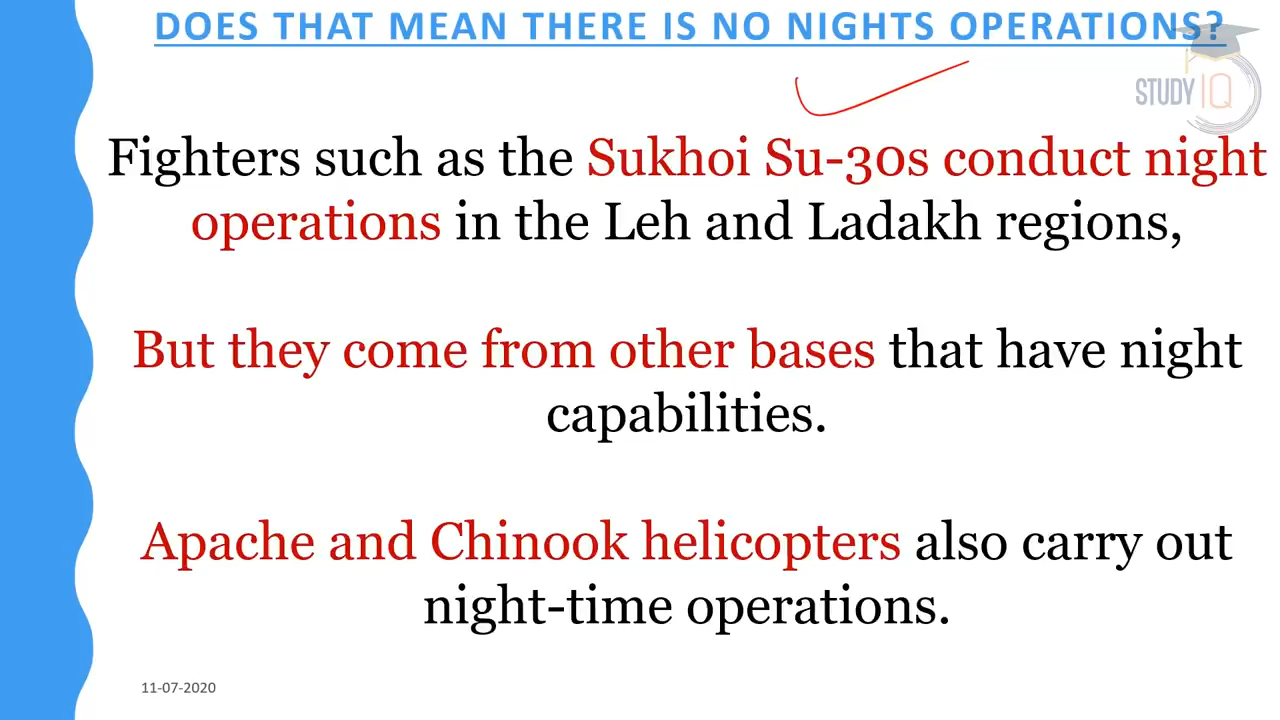 DOES THAT MEAN THERE IS NO NIGHTS OPERATIONS?
STUDY IQ
Fighters such as the Sukhoi Su-30s conduct night
operations in the Leh and Ladakh regions,
But they come from other bases that have night
capabilities.
Apache and Chinook helicopters also carry out
night-time operations.
11-07-2020